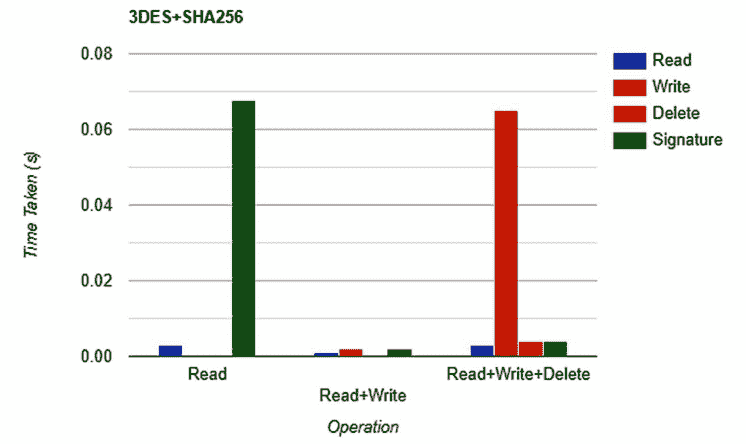 3DES+SHA256
0.08
0.06
0.04
0.02
0.00
Time Taken (s)
Read
Read+Write
Read+Write+Delete
Operation
Read
Write
Delete
Signature